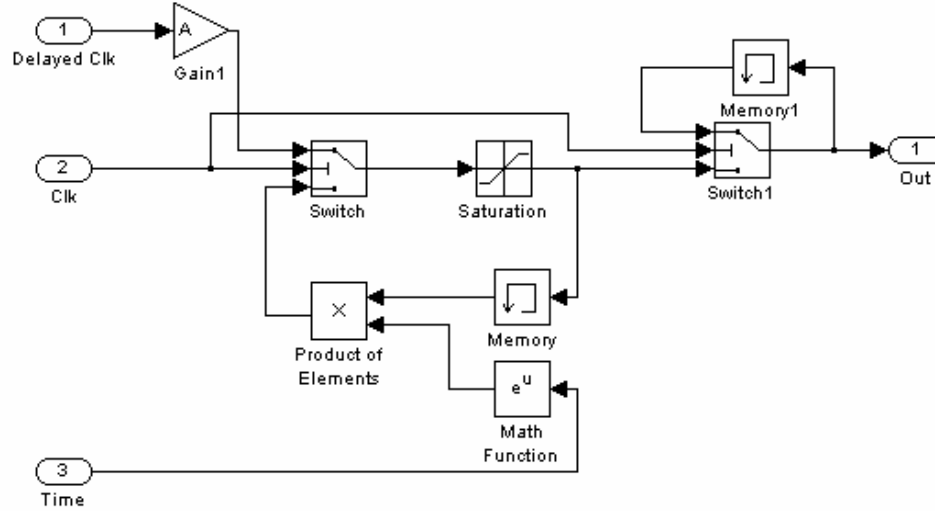 1
A
Delayed Clk
Gain1
Memory1
2
1
Clk
Switch
Saturation
Switch1
Out
×
Product of
Elements
Memory
e^u
Math
Function
3
Time